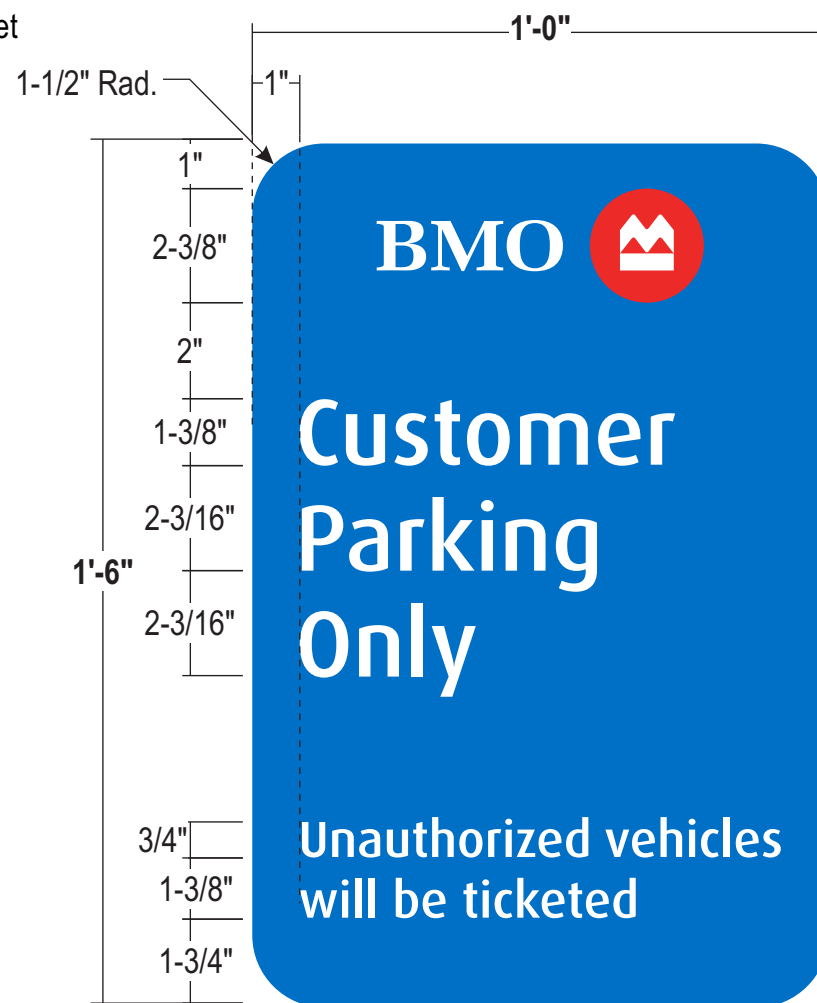 et
1'-0"
1-1/2" Rad.
1"
1"
2-3/8"
2"
1-3/8"
2-3/16"
2-3/16"
1'-6"
3/4"
1-3/8"
1-3/4"
BMO
Customer
Parking
Only
Unauthorized vehicles
will be ticketed